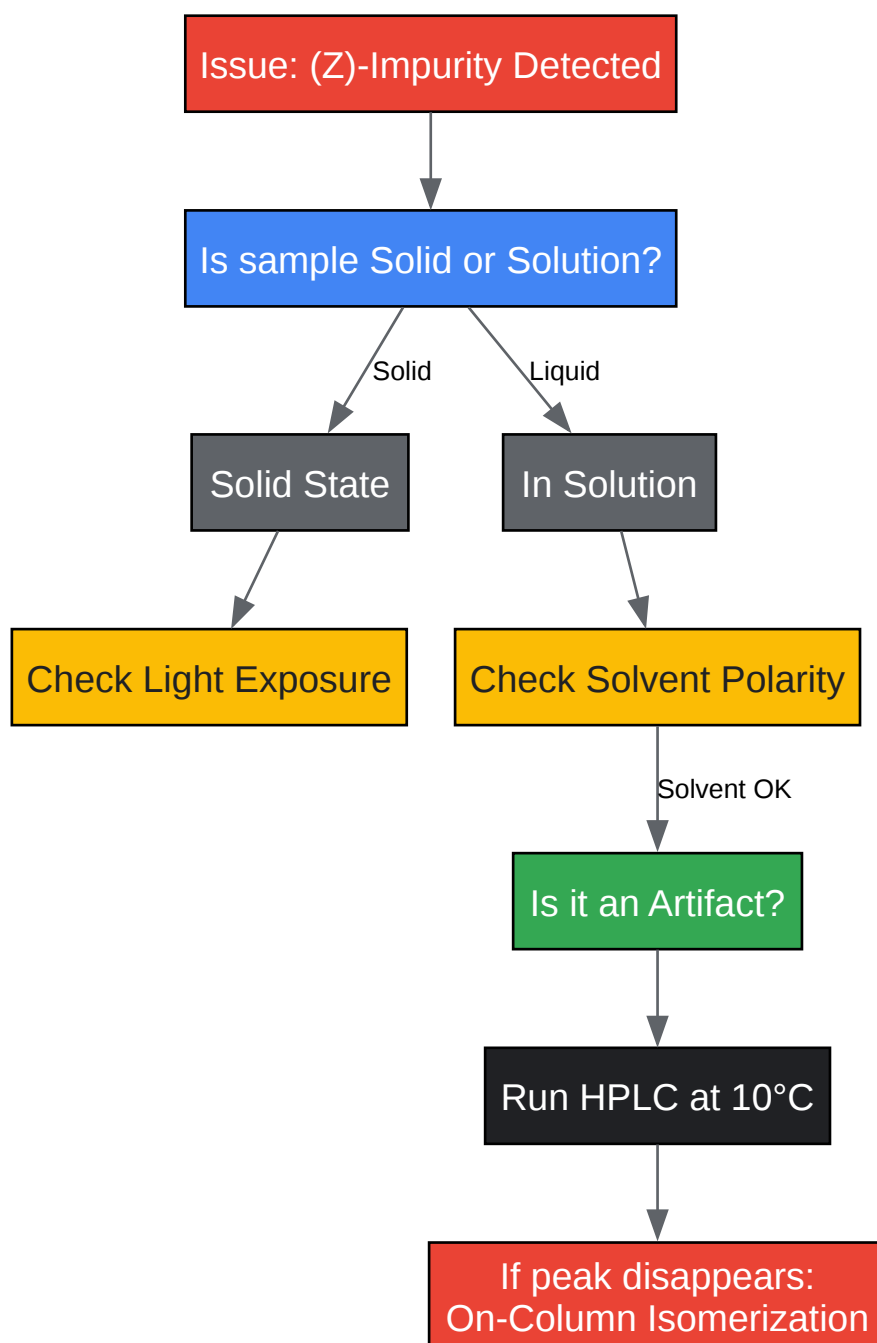 Issue: (Z)-Impurity Detected
Is sample Solid or Solution?
Solid
Liquid
Solid State
In Solution
Check Light Exposure
Check Solvent Polarity
Solvent OK
Is it an Artifact?
Run HPLC at 10°C
If peak disappears:
On-Column Isomerization